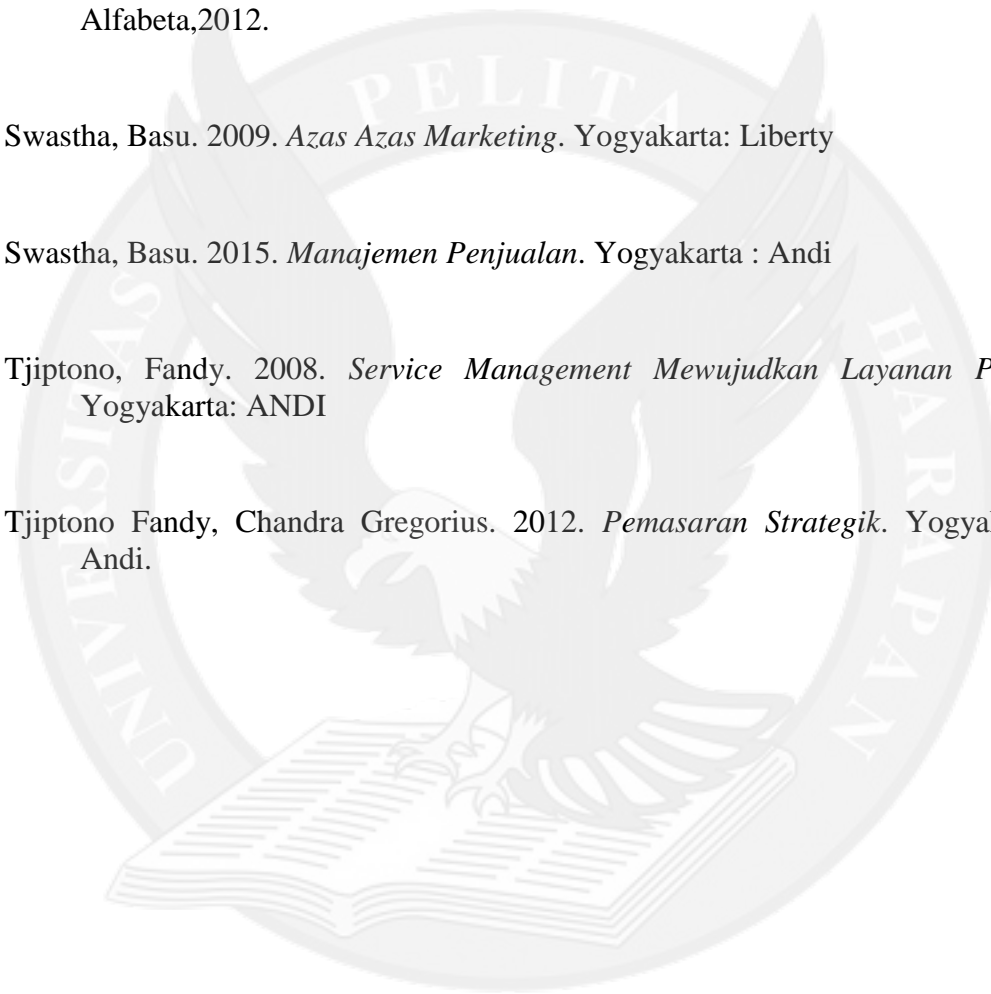 Alfabeta,2012.
Swastha, Basu. 2009. Azas Azas Marketing. Yogyakarta: Liberty
Swastha, Basu. 2015. Manajemen Penjualan. Yogyakarta : Andi
Tjiptono, Fandy. 2008. Service Management Mewujudkan Layanan
Yogyakarta: ANDI
Tjiptono Fandy, Chandra Gregorius. 2012. Pemasaran Strategik.
Andi.
UNIVERSITAS PELITA HARAPAN